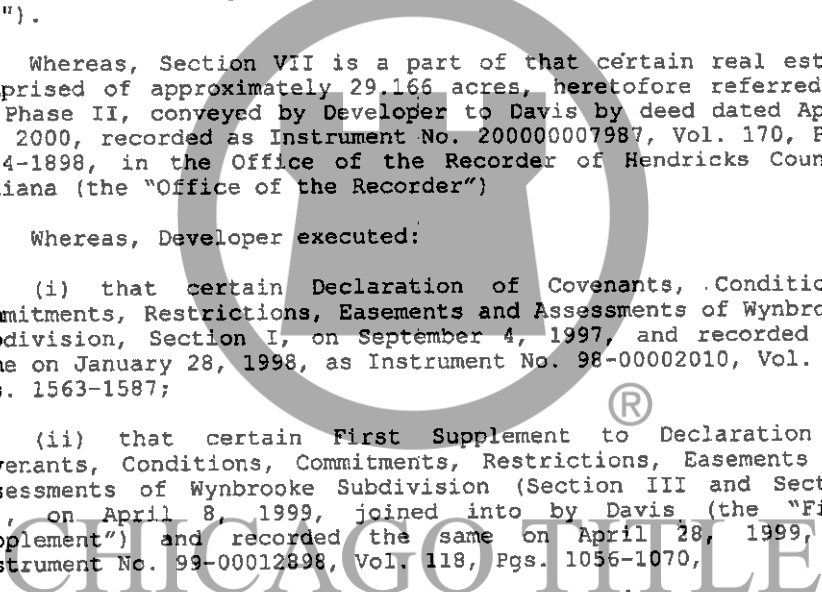 ").
Whereas, Section VII is a part of that certain real est
prised of approximately 29.166 acres, heretofore referred
Phase II, conveyed by Developer to Davis by deed dated Ap
2000, recorded as Instrument No. 200000007987, Vol. 170, P
4-1898, in the Office of the Recorder of Hendricks Coun
iana (the "Office of the Recorder")
Whereas, Developer executed:
(i) that certain Declaration of Covenants, Conditio
mitments, Restrictions, Easements and Assessments of Wynbro
division, Section I, on September 4, 1997, and recorded
e on January 28, 1998, as Instrument No. 98-00002010, Vol.
. 1563-1587;
®
(ii) that certain First Supplement to Declaration
venants, Conditions, Commitments, Restrictions, Easements
sessments of Wynbrooke Subdivision (Section III and Sect
, on April 8, 1999, joined into by Davis (the "Fi
pplement") and recorded the same on April 28, 1999,
strument No. 99-00012898, Vol. 118, Pgs. 1056-1070,
CHICAGO TITLE